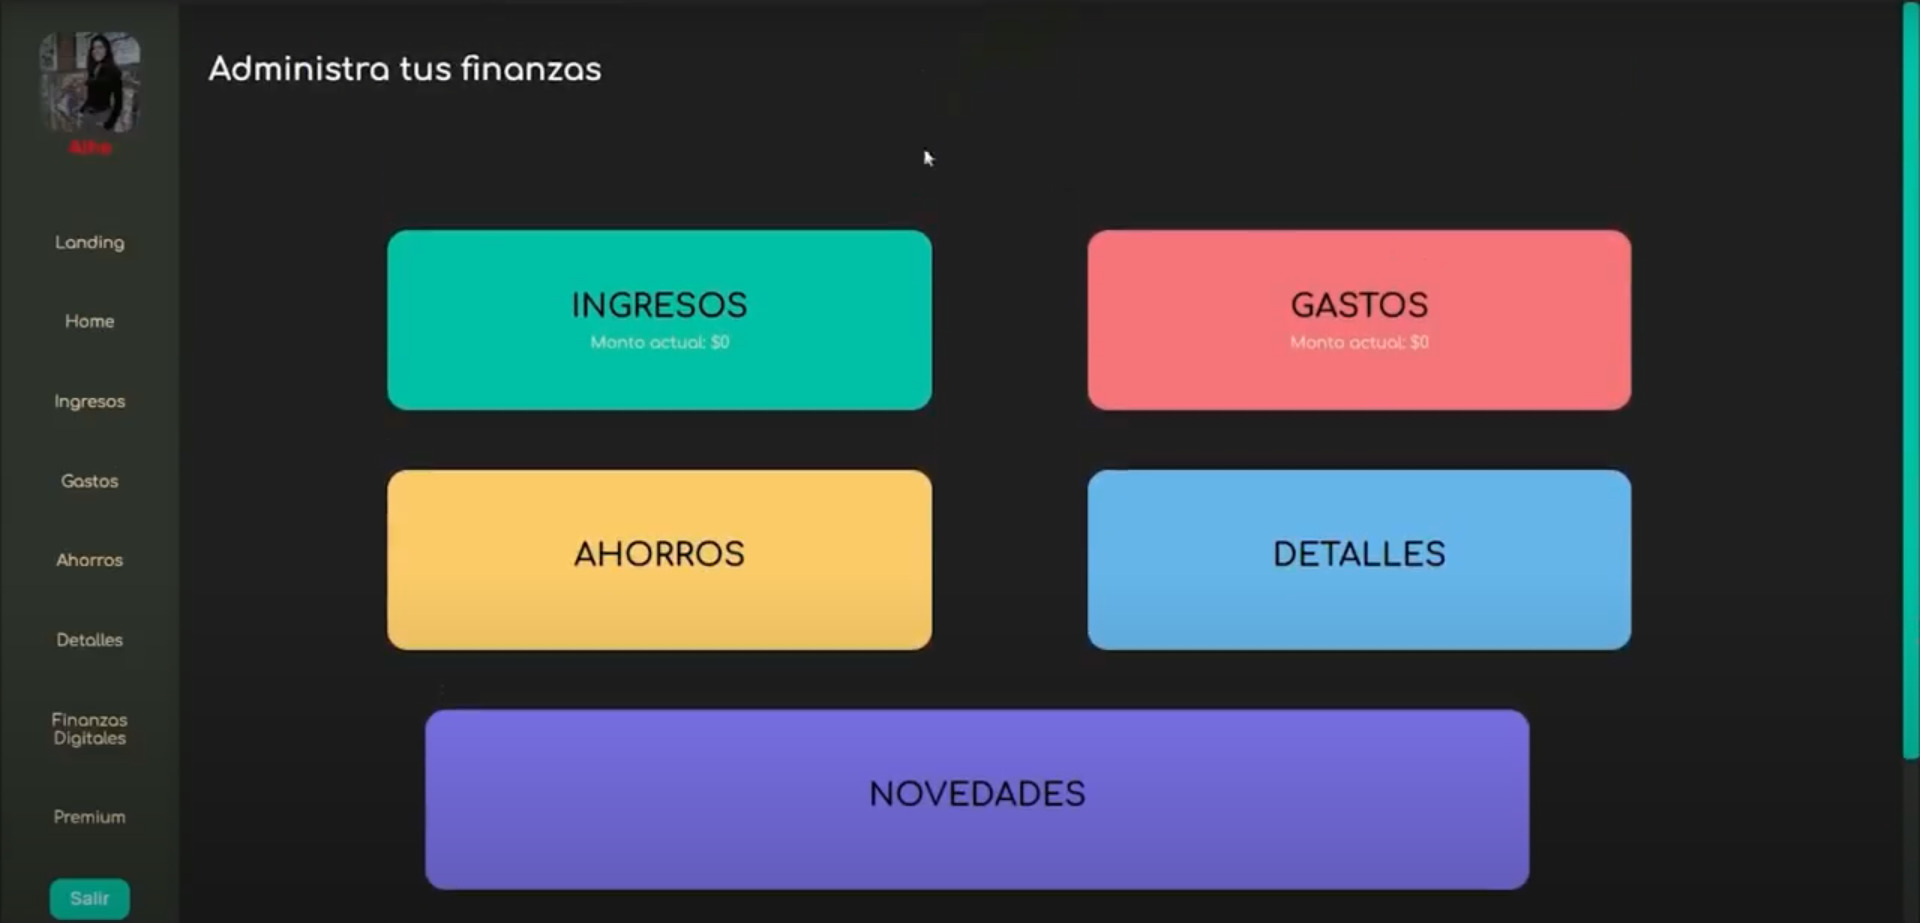 Administra tus finanzas
Landing
Home
Ingresos
Gastos
Ahorros
Detalles
Finanzas
Digitales
Premium
Salir
INGRESOS
Monto actual: $0
GASTOS
Monto actual: $0
AHORROS
DETALLES
NOVEDADES